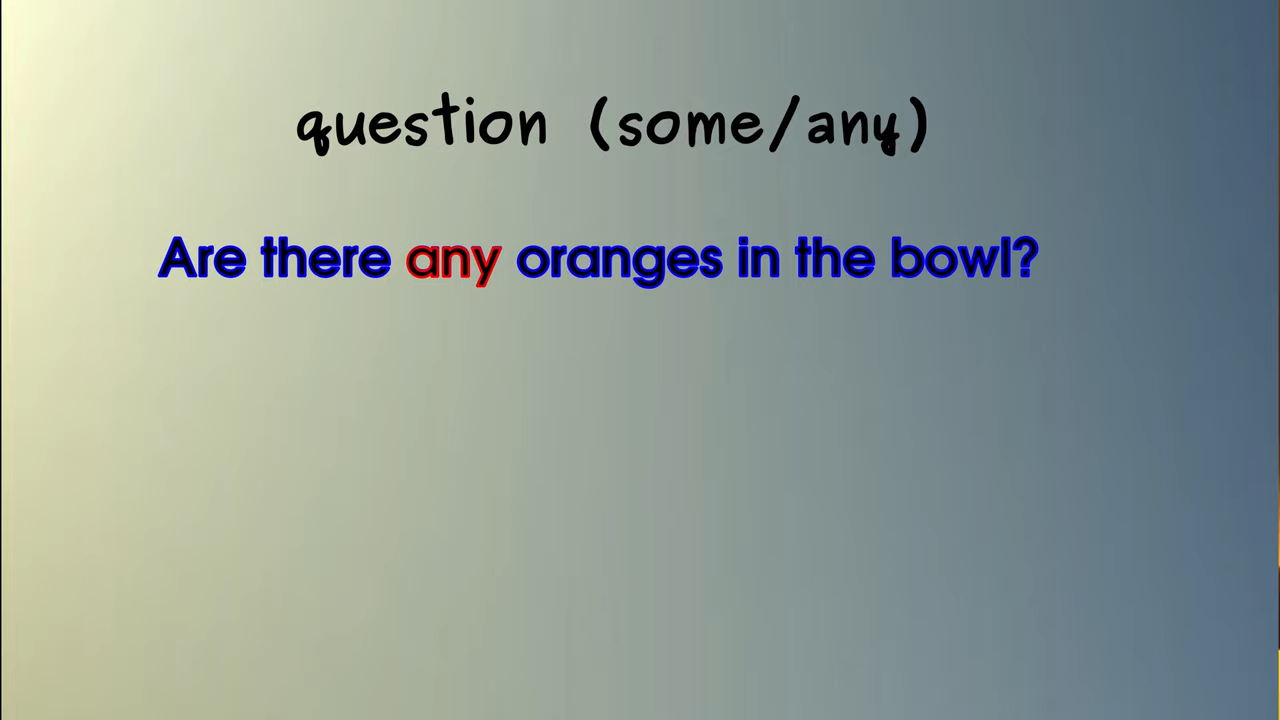 question (some/any)
Are there any oranges in the bowl?